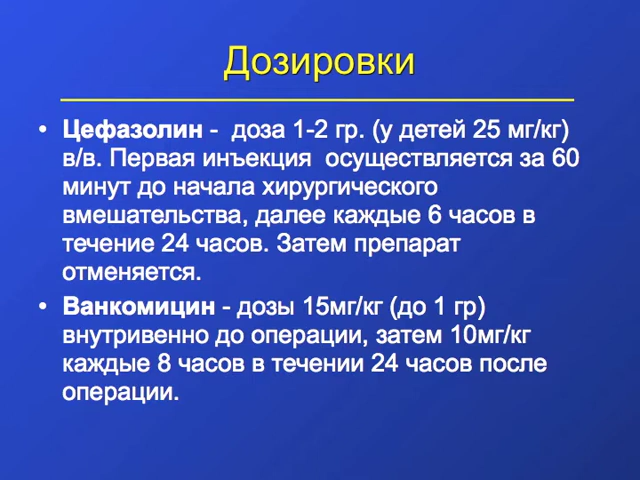 Дозировки
• Цефазолин -  доза 1-2 гр. (у детей 25 мг/кг)
в/в. Первая инъекция  осуществляется за 60
минут до начала хирургического
вмешательства, далее каждые 6 часов в
течение 24 часов. Затем препарат
отменяется.
• Ванкомицин - дозы 15мг/кг (до 1 гр)
внутривенно до операции, затем 10мг/кг
каждые 8 часов в течении 24 часов после
операции.